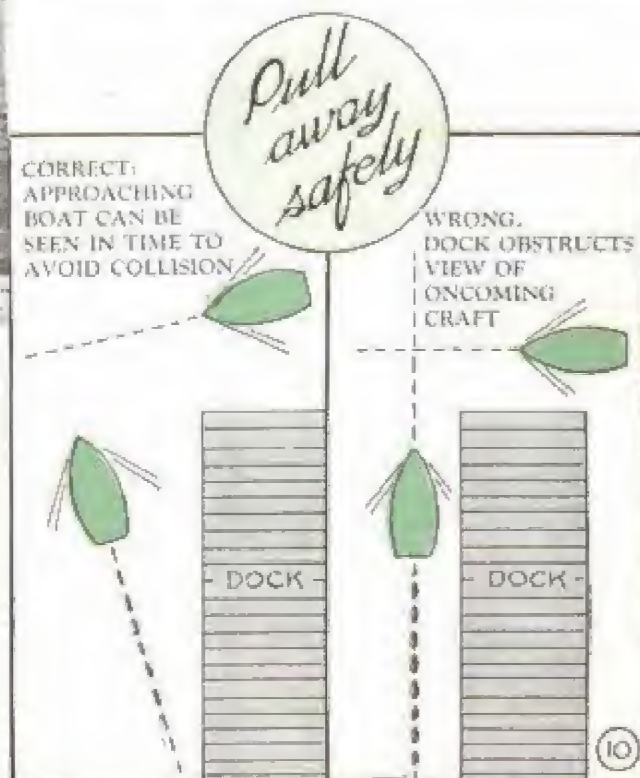 Pull
away
safely
CORRECT:
APPROACHING
BOAT CAN BE
SEEN IN TIME TO
AVOID COLLISION
WRONG.
DOCK OBSTRUCTS
VIEW OF
ONCOMING
CRAFT
DOCK
DOCK
10